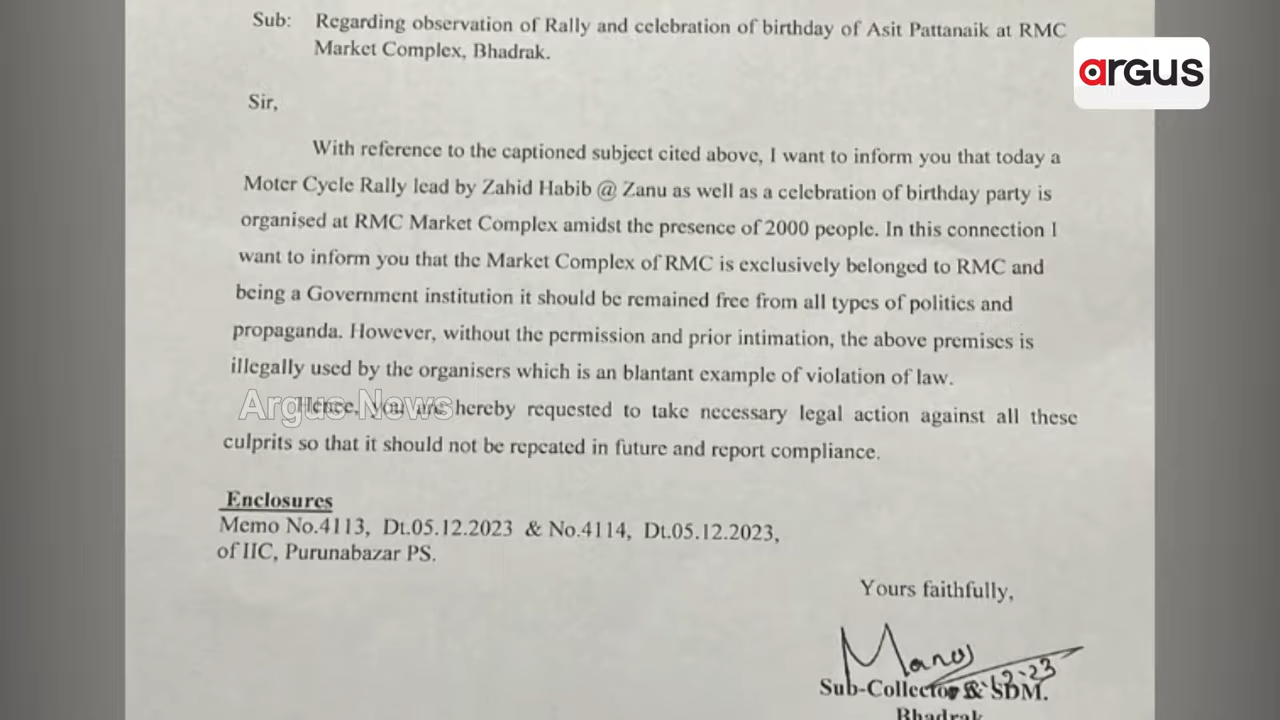 Sub: Regarding observation of Rally and celebration of birthday of Asit Pattanaik at RMC
Market Complex, Bhadrak.
argus
Sir,
With reference to the captioned subject cited above, I want to inform you that today a
Moter Cycle Rally lead by Zahid Habib @ Zanu as well as a celebration of birthday party is
organised at RMC Market Complex amidst the presence of 2000 people. In this connection I
want to inform you that the Market Complex of RMC is exclusively belonged to RMC and
being a Government institution it should be remained free from all types of politics and
propaganda. However, without the permission and prior intimation, the above premises is
illegally used by the organisers which is an blantant example of violation of law.
Argus News
Hence, you are hereby requested to take necessary legal action against all these
culprits so that it should not be repeated in future and report compliance.
Enclosures
Memo No.4113, Dt.05.12.2023 & No.4114, Dt.05.12.2023,
of IIC, Purunabazar PS.
Yours faithfully,
Manoj
Sub-Collector & SDM.
Bhadrak